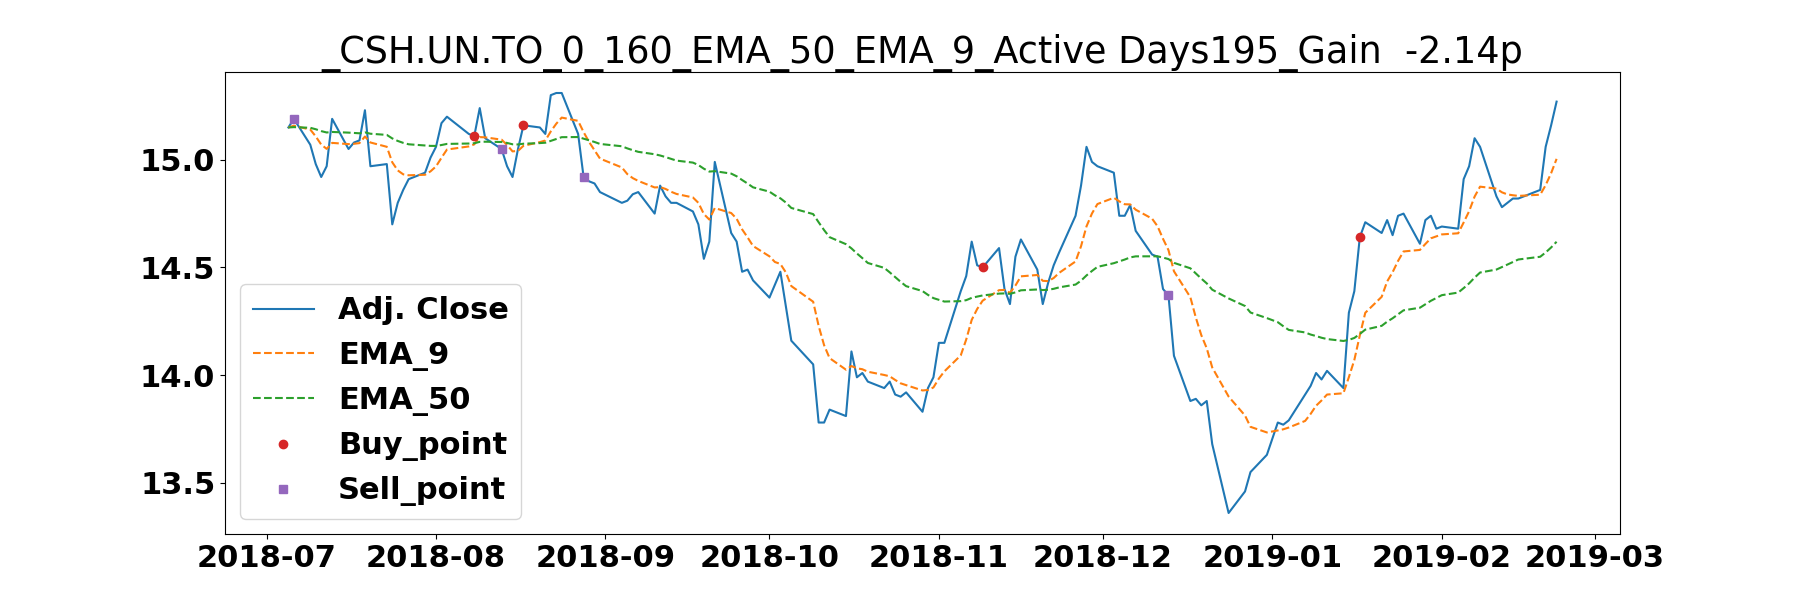 _CSH.UN.TO_0_160_EMA_50_EMA_9_Active Days195_Gain  -2.14p
15.0
14.5
14.0
13.5
Adj. Close
EMA_9
EMA_50
Buy_point
Sell_point
2018-07 2018-08 2018-09 2018-10 2018-11 2018-12 2019-01 2019-02 2019-03